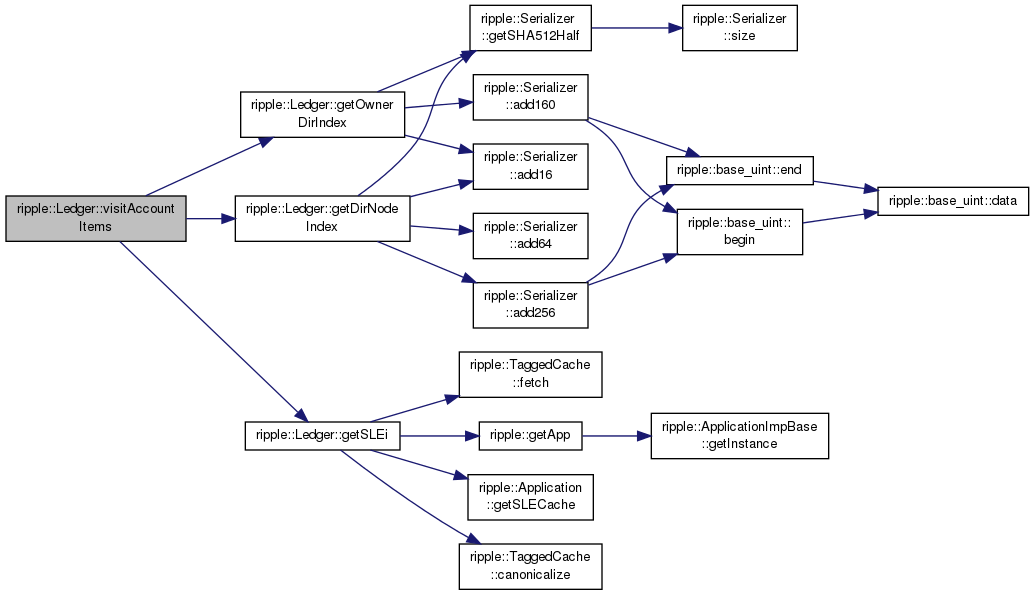 ripple::Ledger::visitAccount
Items
ripple::Ledger::getOwner
DirIndex
ripple::Ledger::getDirNode
Index
ripple::Ledger::getSLEi
ripple::Serializer
::getSHA512Half
ripple::Serializer
::add160
ripple::Serializer
::add16
ripple::Serializer
::add64
ripple::Serializer
::add256
ripple::TaggedCache
::fetch
ripple::getApp
ripple::Application
::getSLECache
ripple::TaggedCache
::canonicalize
ripple::Serializer
::size
ripple::base_uint::end
ripple::base_uint::
begin
ripple::ApplicationImpBase
::getInstance
ripple::base_uint::data